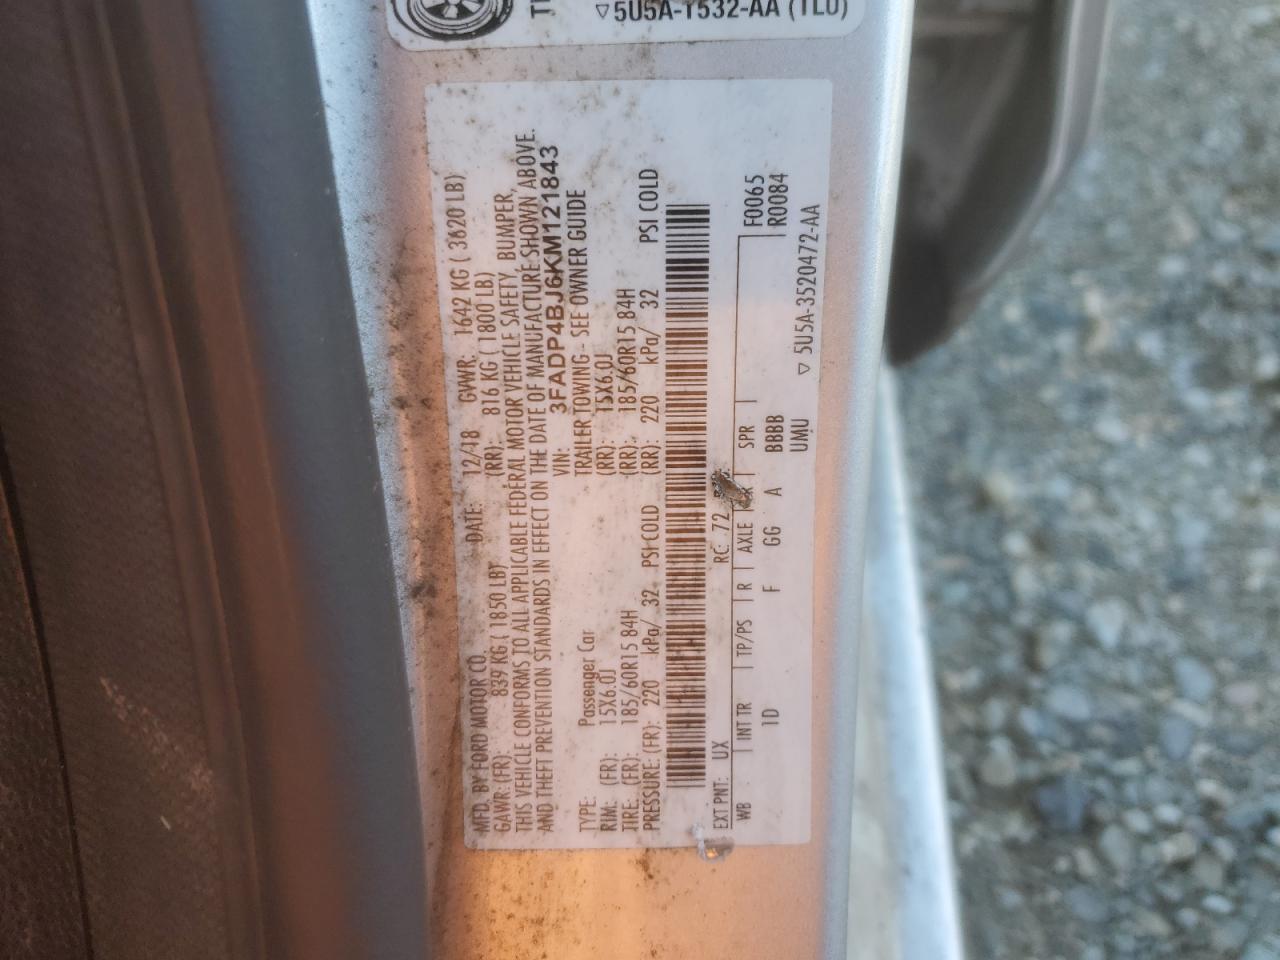 5U5A-1532-AA (TLU)
MFD. BY FORD MOTOR CO. DATE: 12/18 GVWR: 1642 KG ( 3620 LB)
GAWR: (FR): 839 KG ( 1850 LB) (RR): 816 KG ( 1800 LB)
THIS VEHICLE CONFORMS TO ALL APPLICABLE FEDERAL MOTOR VEHICLE SAFETY, BUMPER,
AND THEFT PREVENTION STANDARDS IN EFFECT ON THE DATE OF MANUFACTURE SHOWN ABOVE.
VIN: 3FADP4BJ6KM121843
TYPE: Passenger Car TRAILER TOWING - SEE OWNER GUIDE
RIM: (FR): 15X6.0J (RR): 15X6.0J
TIRE: (FR): 185/60R15 84H (RR): 185/60R15 84H
PRESSURE: (FR): 220 kPa/ 32 PSI COLD (RR): 220 kPa/ 32 PSI COLD
EXT PNT: UX RC: 72
WB INT TR TP/PS R AXLE SPR F0065
1D F GG A BBBB R0084
UMU
▽ 5U5A-3520472-AA